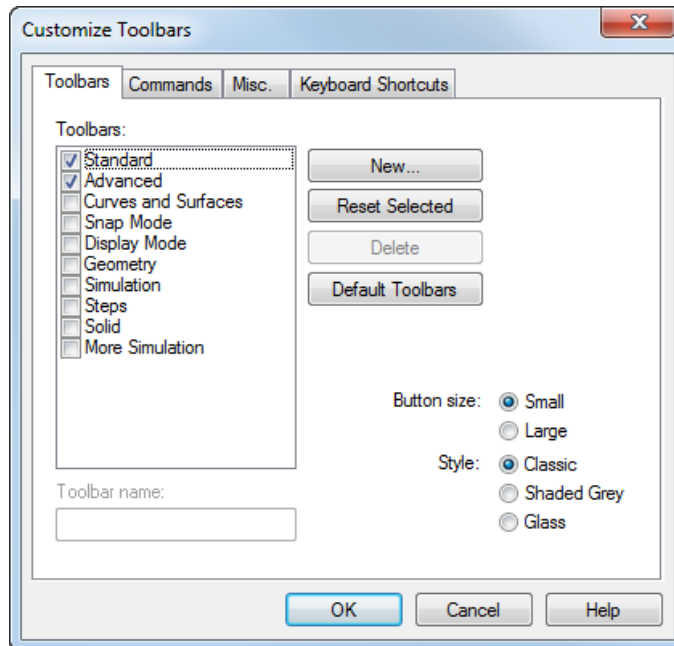 Customize Toolbars
Toolbars
Commands
Misc.
Keyboard Shortcuts
Toolbars:
Standard
Advanced
Curves and Surfaces
Snap Mode
Display Mode
Geometry
Simulation
Steps
Solid
More Simulation
New...
Reset Selected
Delete
Default Toolbars
Button size:
Small
Large
Style:
Classic
Shaded Grey
Glass
Toolbar name:
OK
Cancel
Help